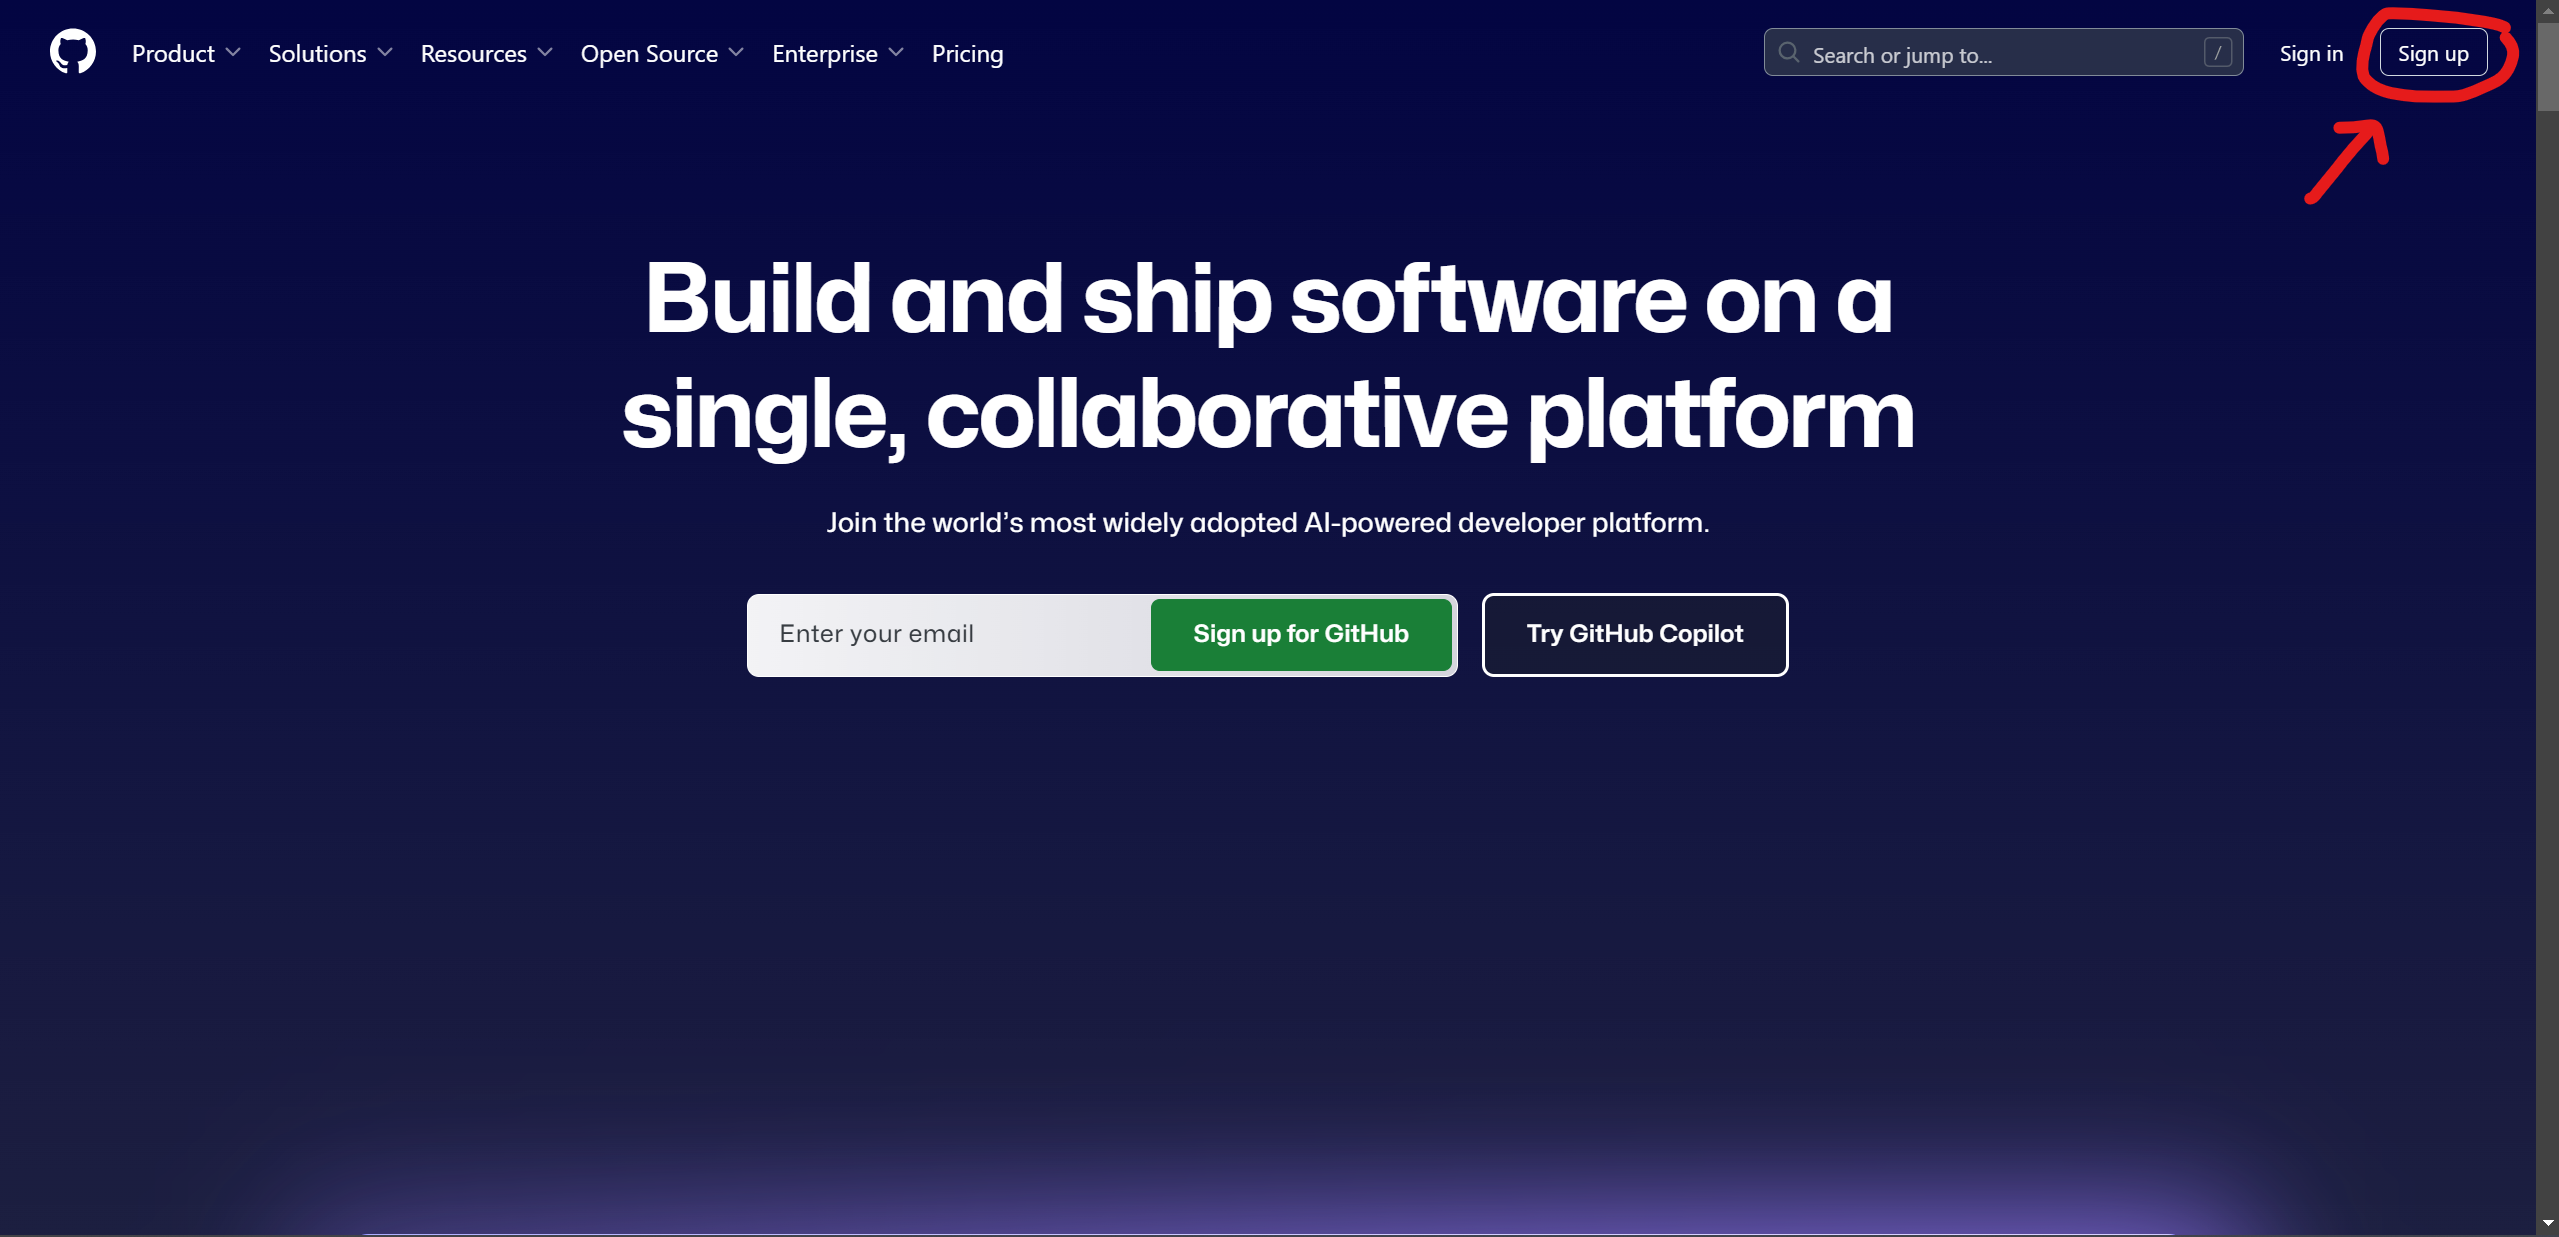 Product Solutions Resources Open Source Enterprise Pricing Search or jump to... / Sign in Sign up
Build and ship software on a
single, collaborative platform
Join the world’s most widely adopted AI-powered developer platform.
Enter your email Sign up for GitHub Try GitHub Copilot